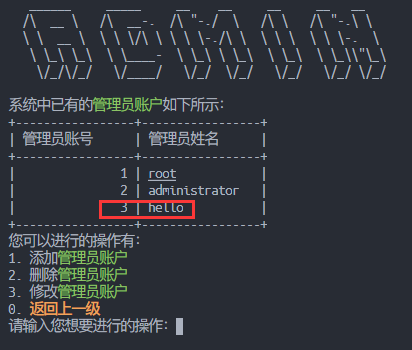 系统中已有的管理员账户如下所示：
管理员账号 | 管理员姓名
1 | root
2 | administrator
3 | hello
您可以进行的操作有：
1. 添加管理员账户
2. 删除管理员账户
3. 修改管理员账户
0. 返回上一级
请输入您想要进行的操作：